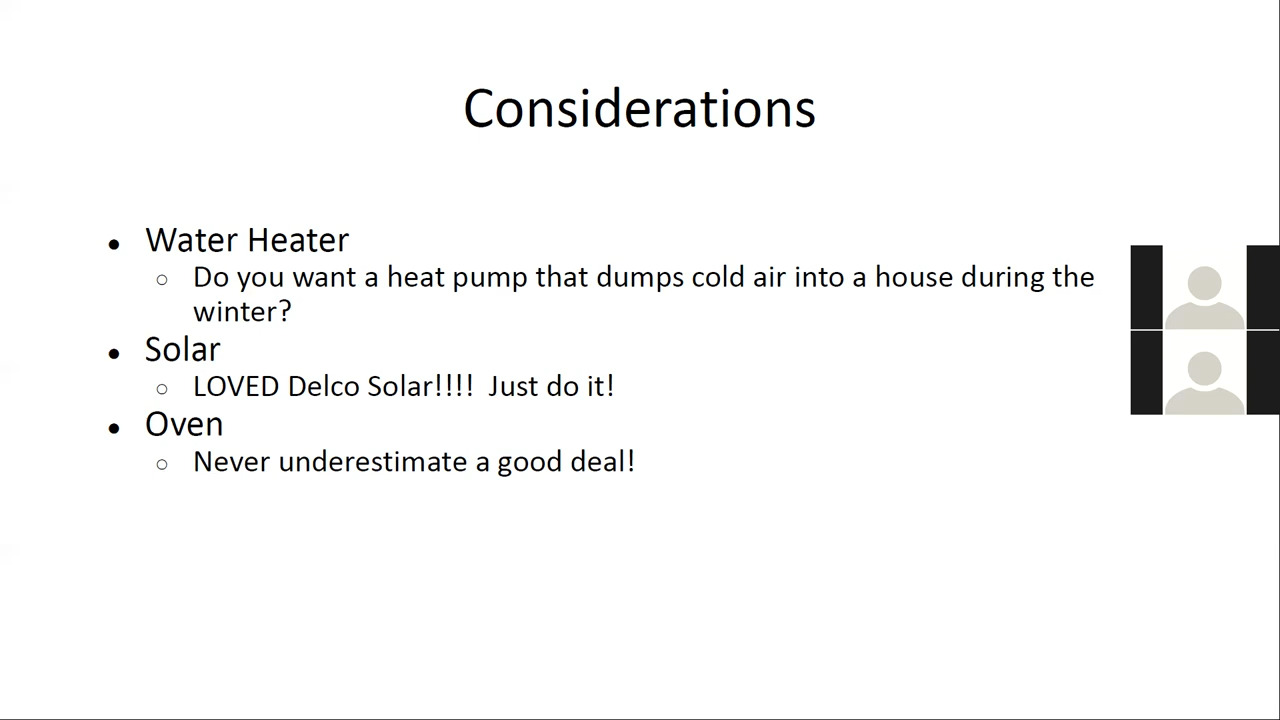 Considerations
● Water Heater
○ Do you want a heat pump that dumps cold air into a house during the
winter?
● Solar
○ LOVED Delco Solar!!!!  Just do it!
● Oven
○ Never underestimate a good deal!